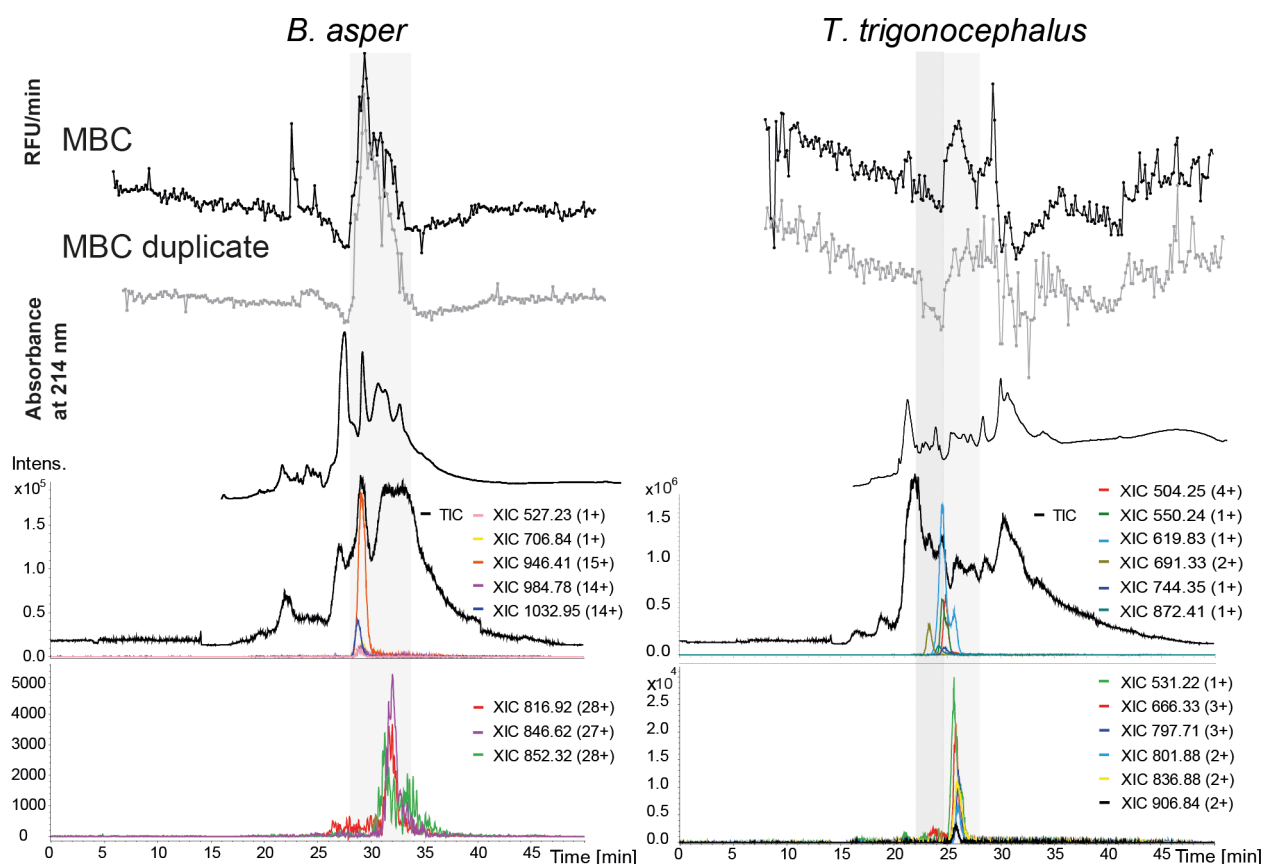 B. asper
T. trigonocephalus
RFU/min
MBC
MBC duplicate
Absorbance
at 214 nm
Intens.
x10⁵
1.5
1.0
0.5
0.0
TIC
XIC 527.23 (1+)
XIC 706.84 (1+)
XIC 946.41 (15+)
XIC 984.78 (14+)
XIC 1032.95 (14+)
5000
4000
3000
2000
1000
0
XIC 816.92 (28+)
XIC 846.62 (27+)
XIC 852.32 (28+)
0 5 10 15 20 25 30 35 40 45 Time [min]
x10⁶
1.5
1.0
0.5
0.0
TIC
XIC 504.25 (4+)
XIC 550.24 (1+)
XIC 619.83 (1+)
XIC 691.33 (2+)
XIC 744.35 (1+)
XIC 872.41 (1+)
x10⁴
2.5
2.0
1.5
1.0
0.5
0.0
XIC 531.22 (1+)
XIC 666.33 (3+)
XIC 797.71 (3+)
XIC 801.88 (2+)
XIC 836.88 (2+)
XIC 906.84 (2+)
0 5 10 15 20 25 30 35 40 45 Time [min]